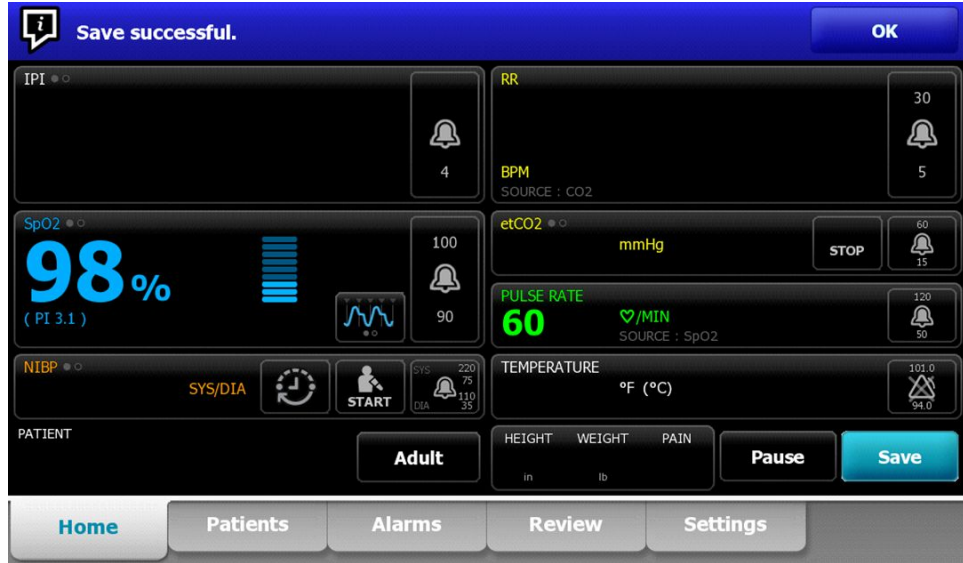 Save successful.
OK
IPI
4
RR
30
BPM
5
SOURCE : CO2
SpO2
98%
100
90
( PI 3.1 )
etCO2
mmHg
STOP
60
15
PULSE RATE
60
/MIN
SOURCE : SpO2
120
50
NIBP
SYS/DIA
START
SYS 220
75
110
DIA 35
TEMPERATURE
°F (°C)
101.0
94.0
PATIENT
Adult
HEIGHT WEIGHT PAIN
in lb
Pause
Save
Home Patients Alarms Review Settings